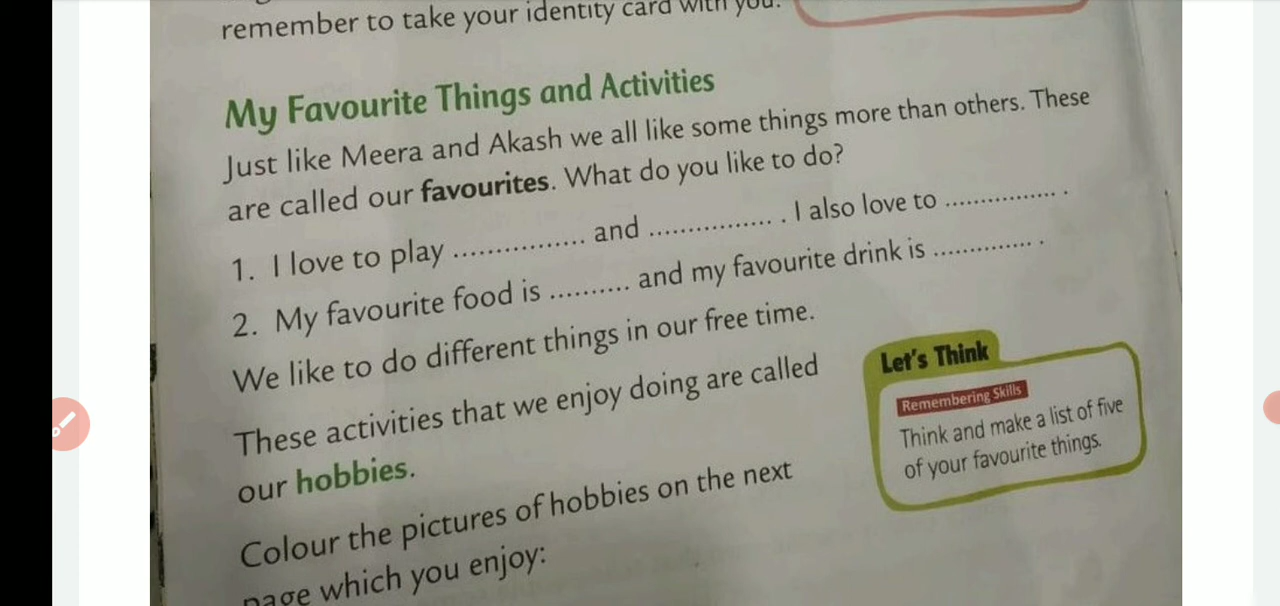 remember to take your identity card with you.
My Favourite Things and Activities
Just like Meera and Akash we all like some things more than others. These
are called our favourites. What do you like to do?
1. I love to play ............... and ............... . I also love to ................ .
2. My favourite food is .......... and my favourite drink is .............. .
We like to do different things in our free time.
These activities that we enjoy doing are called
our hobbies.
Colour the pictures of hobbies on the next
page which you enjoy:
Let's Think
Remembering Skills
Think and make a list of five
of your favourite things.